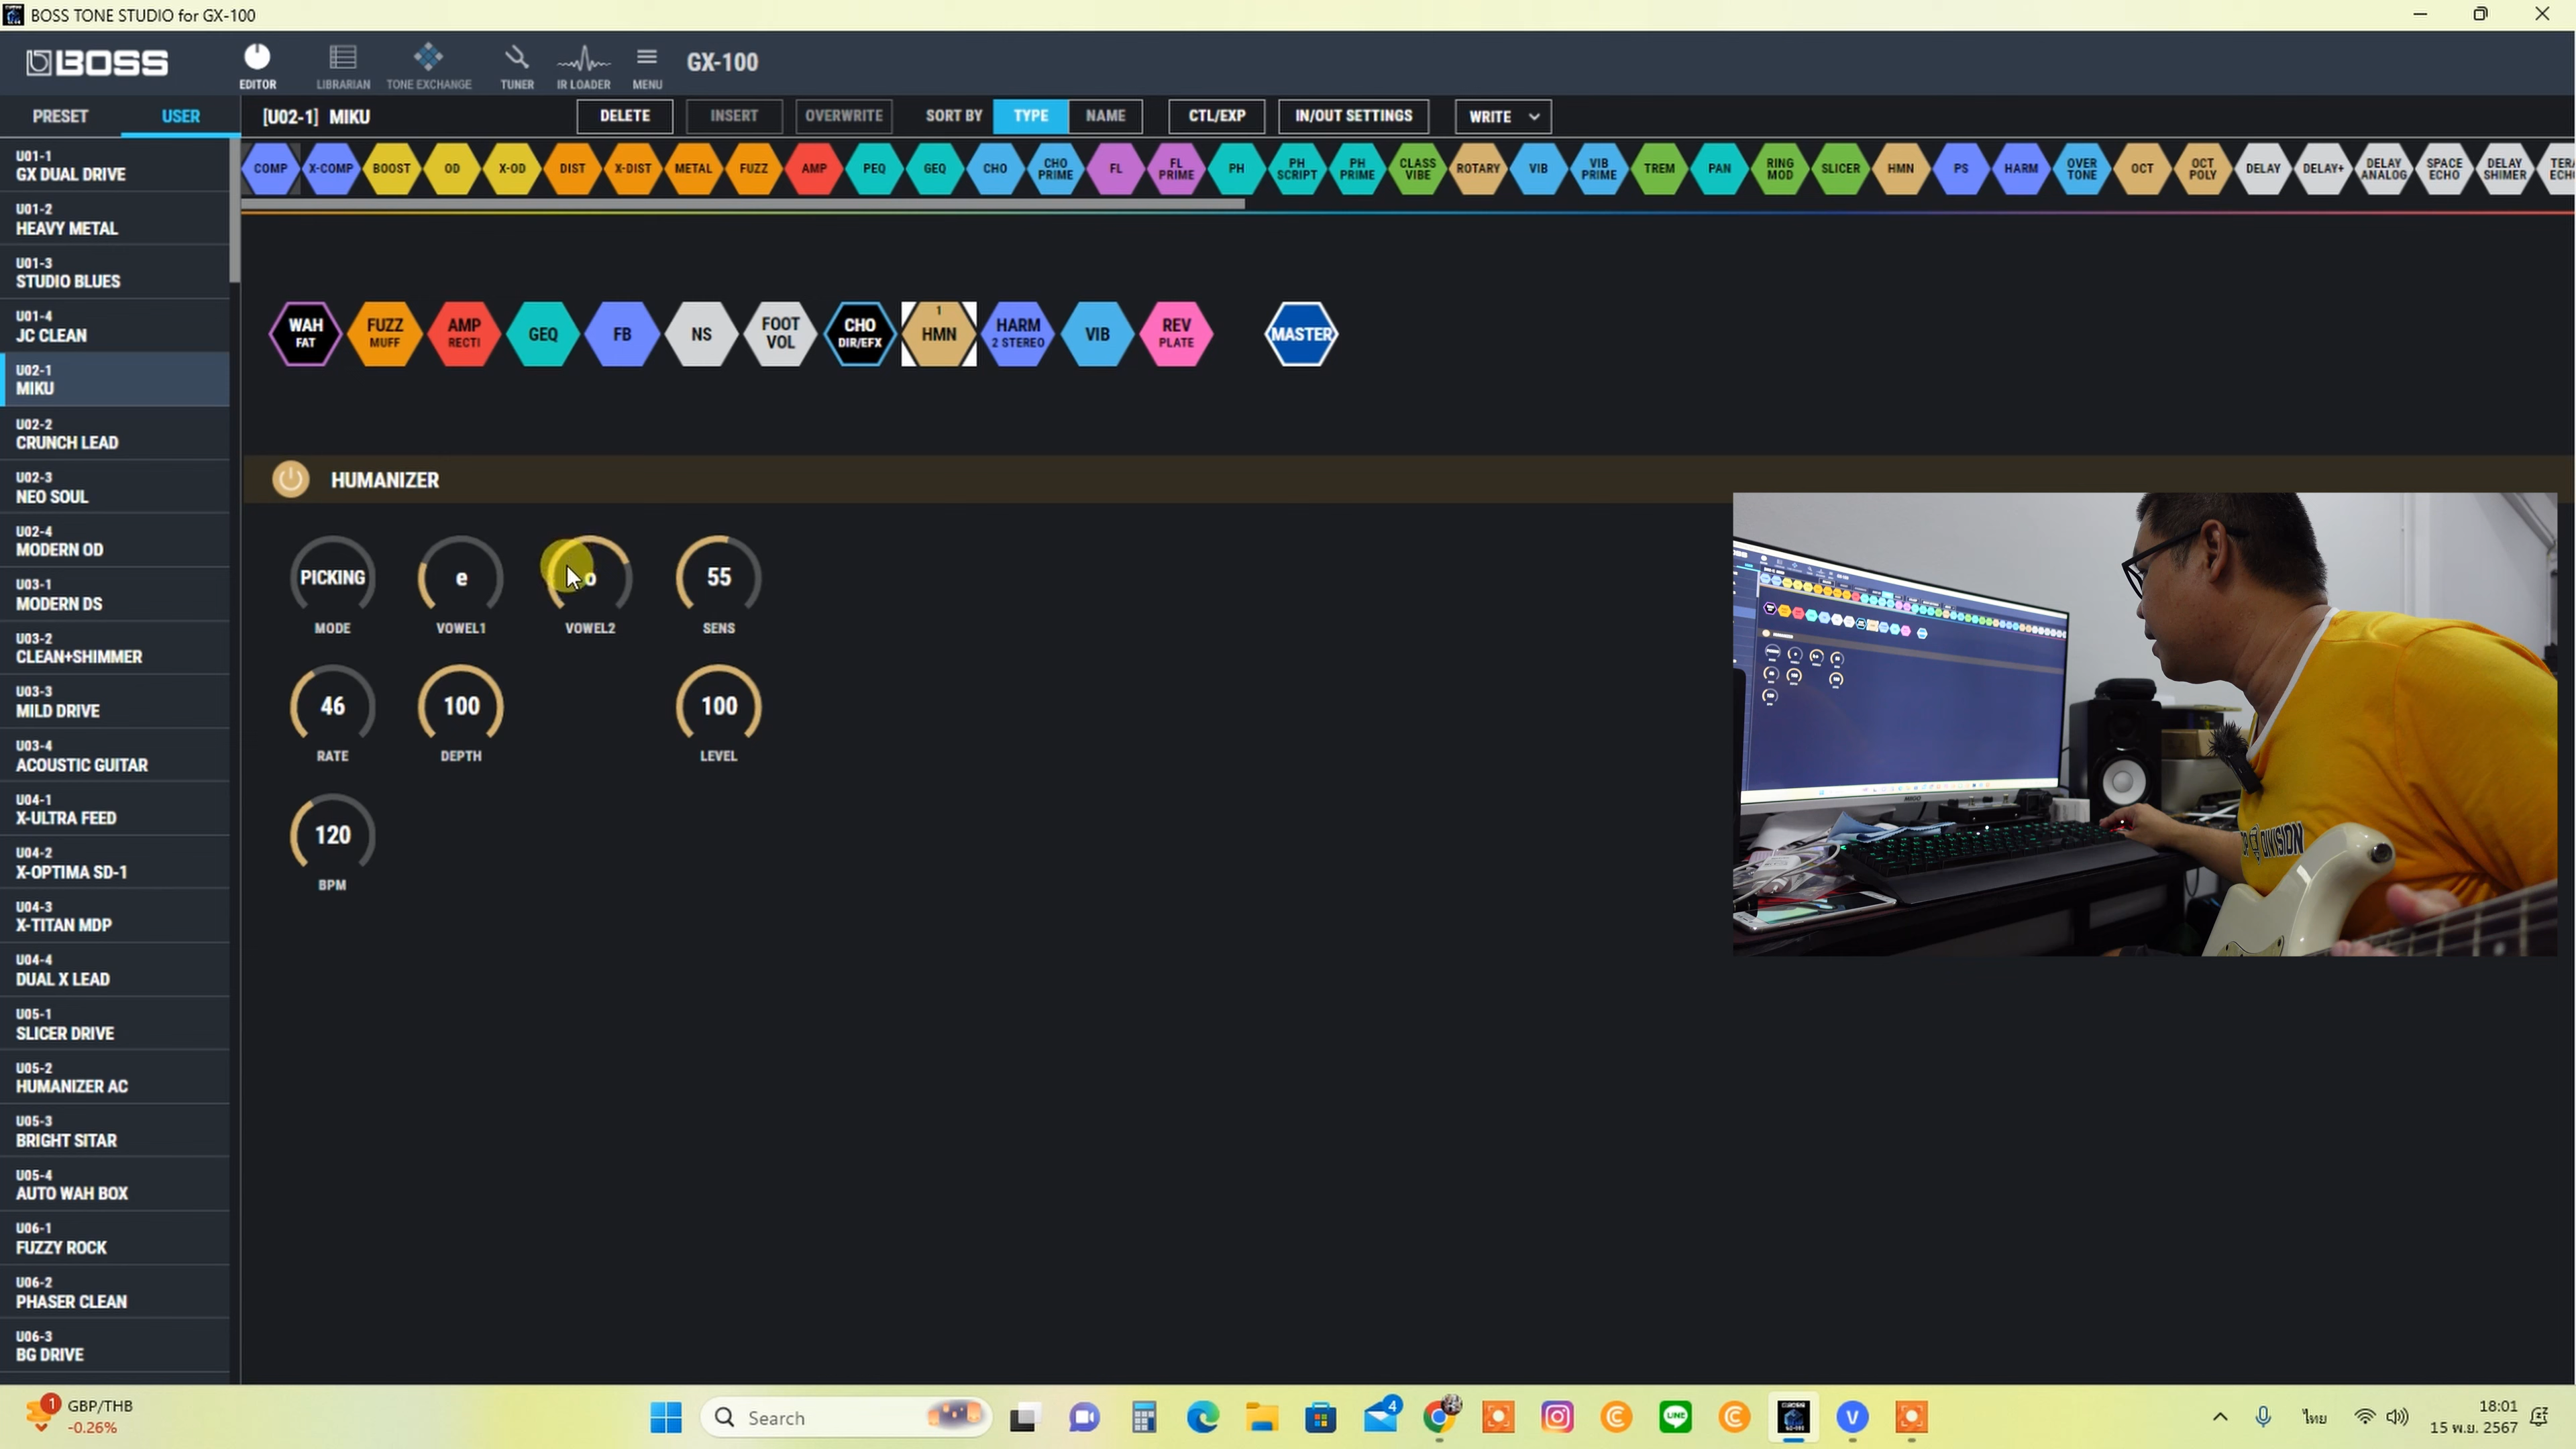 BOSS TONE STUDIO for GX-100
BOSS
EDITOR
LIBRARIAN
TONE EXCHANGE
TUNER
IR LOADER
MENU
GX-100
PRESET
USER
[U02-1] MIKU
DELETE
INSERT
OVERWRITE
SORT BY
TYPE
NAME
CTL/EXP
IN/OUT SETTINGS
WRITE
COMP
X-COMP
BOOST
OD
X-OD
DIST
X-DIST
METAL
FUZZ
AMP
PEQ
GEQ
CHO
CHO
PRIME
FL
FL
PRIME
PH
PH
SCRIPT
PH
PRIME
CLASS
VIBE
ROTARY
VIB
VIB
PRIME
TREM
PAN
RING
MOD
SLICER
HMN
PS
HARM
OVER
TONE
OCT
OCT
POLY
DELAY
DELAY+
DELAY
ANALOG
SPACE
ECHO
DELAY
SHIMER
TERA
ECHO
U01-1
GX DUAL DRIVE
U01-2
HEAVY METAL
U01-3
STUDIO BLUES
U01-4
JC CLEAN
U02-1
MIKU
U02-2
CRUNCH LEAD
U02-3
NEO SOUL
U02-4
MODERN OD
U03-1
MODERN DS
U03-2
CLEAN+SHIMMER
U03-3
MILD DRIVE
U03-4
ACOUSTIC GUITAR
U04-1
X-ULTRA FEED
U04-2
X-OPTIMA SD-1
U04-3
X-TITAN MDP
U04-4
DUAL X LEAD
U05-1
SLICER DRIVE
U05-2
HUMANIZER AC
U05-3
BRIGHT SITAR
U05-4
AUTO WAH BOX
U06-1
FUZZY ROCK
U06-2
PHASER CLEAN
U06-3
BG DRIVE
WAH
FAT
FUZZ
MUFF
AMP
RECTI
GEQ
FB
NS
FOOT
VOL
CHO
DIR/EFX
1
HMN
HARM
2 STEREO
VIB
REV
PLATE
MASTER
HUMANIZER
PICKING
MODE
e
VOWEL1
o
VOWEL2
55
SENS
46
RATE
100
DEPTH
100
LEVEL
120
BPM
DIVISION
1
GBP/THB
-0.26%
Search
4
LINE
V
ไทย
18:01
15 พ.ย. 2567